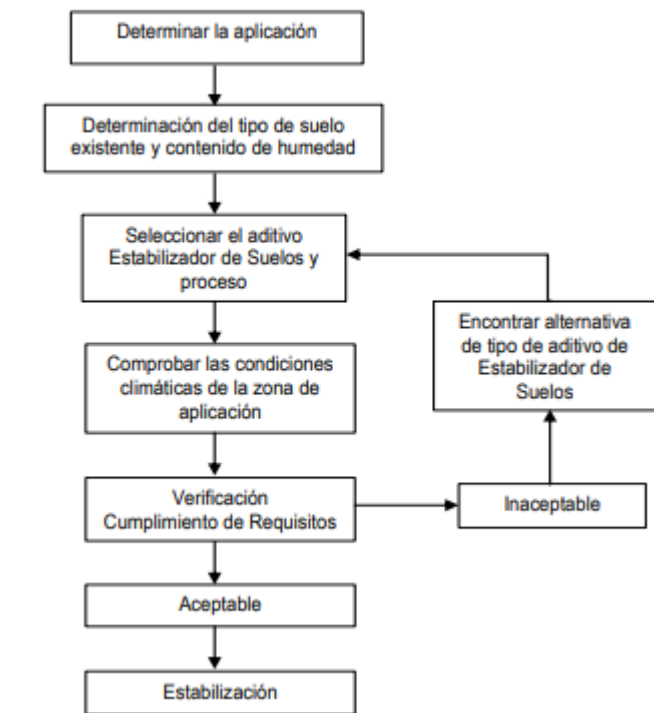 Determinar la aplicación
Determinación del tipo de suelo
existente y contenido de humedad
Seleccionar el aditivo
Estabilizador de Suelos y
proceso
Encontrar alternativa
de tipo de aditivo de
Estabilizador de
Suelos
Comprobar las condiciones
climáticas de la zona de
aplicación
Verificación
Cumplimiento de Requisitos
Inaceptable
Aceptable
Estabilización